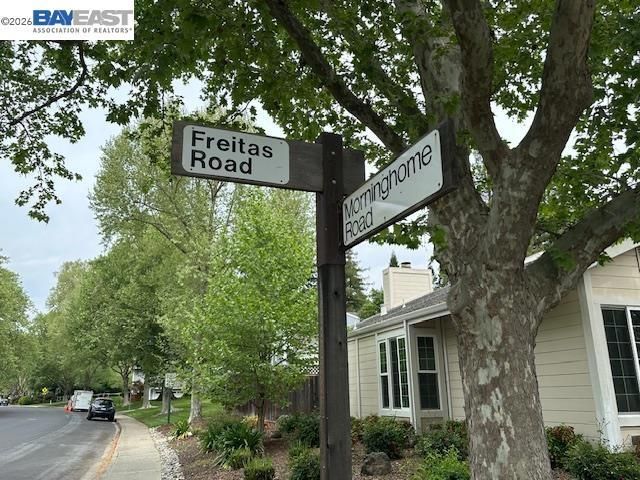 ©2026
BAYEAST
ASSOCIATION OF REALTORS®
Freitas
Road
Morninghome
Road